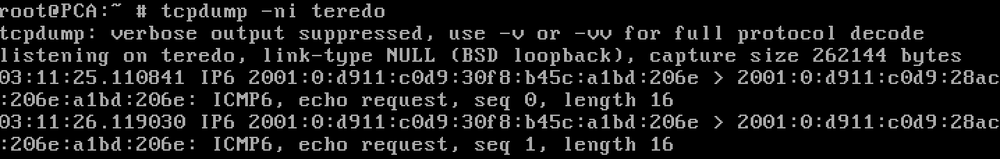 root@PCA:~ # tcpdump -ni teredo
tcpdump: verbose output suppressed, use -v or -vv for full protocol decode
listening on teredo, link-type NULL (BSD loopback), capture size 262144 bytes
03:11:25.110841 IP6 2001:0:d911:c0d9:30f8:b45c:a1bd:206e > 2001:0:d911:c0d9:28ac
:206e:a1bd:206e: ICMP6, echo request, seq 0, length 16
03:11:26.119030 IP6 2001:0:d911:c0d9:30f8:b45c:a1bd:206e > 2001:0:d911:c0d9:28ac
:206e:a1bd:206e: ICMP6, echo request, seq 1, length 16